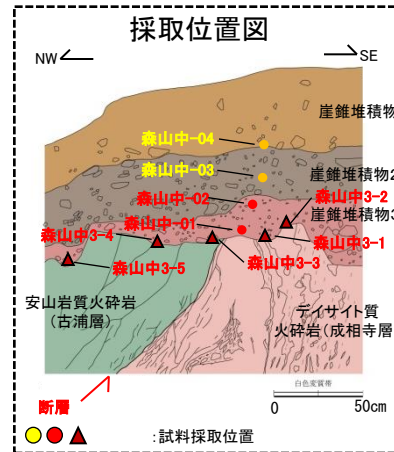 採取位置図
NW
SE
崖錐堆積物
森山中-04
森山中-03
崖錐堆積物2
森山中-02
森山中3-2
崖錐堆積物3
森山中3-4
森山中-01
森山中3-1
森山中3-3
森山中3-5
安山岩質火砕岩
(古浦層)
デイサイト質
火砕岩(成相寺層
白色変質帯
断層
0 50cm
:試料採取位置